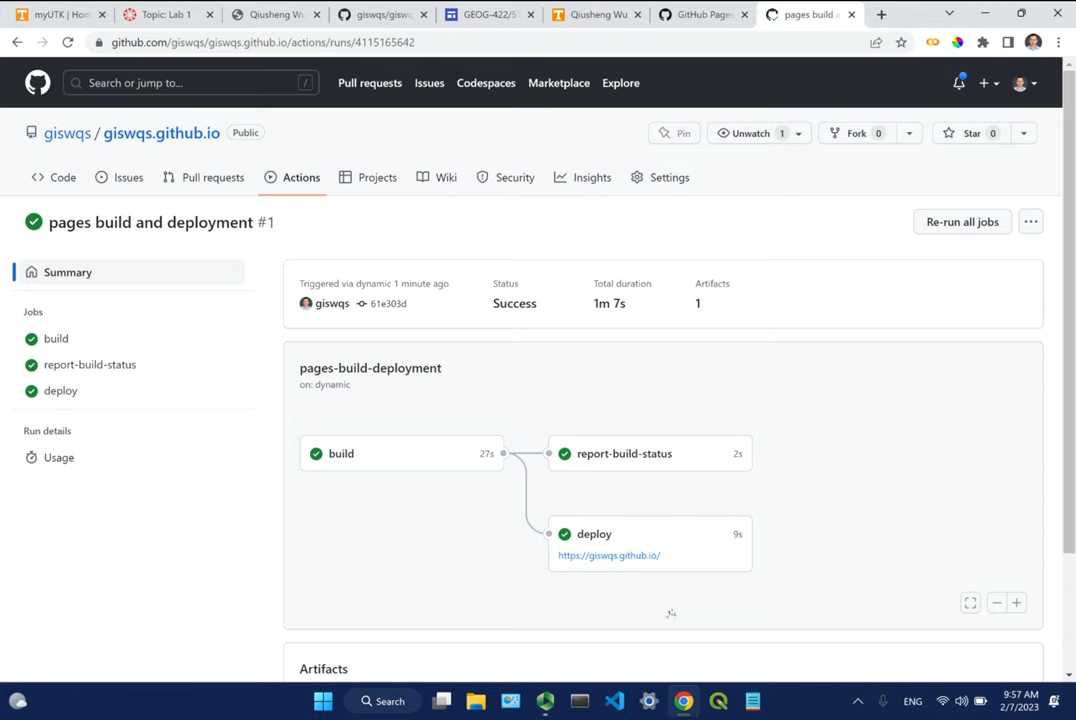 myUTK | Hom
Topic: Lab 1
Qiusheng Wu
giswqs/gisw
GEOG-422/51
Qiusheng Wu
GitHub Pages
pages build a
github.com/giswqs/giswqs.github.io/actions/runs/4115165642
Search or jump to...
/
Pull requests
Issues
Codespaces
Marketplace
Explore
giswqs / giswqs.github.io
Public
Pin
Unwatch 1
Fork 0
Star 0
Code
Issues
Pull requests
Actions
Projects
Wiki
Security
Insights
Settings
pages build and deployment #1
Re-run all jobs
Summary
Jobs
build
report-build-status
deploy
Run details
Usage
Triggered via dynamic 1 minute ago
giswqs 61e303d
Status
Success
Total duration
1m 7s
Artifacts
1
pages-build-deployment
on: dynamic
build 27s
report-build-status 2s
deploy 9s
https://giswqs.github.io/
Artifacts
Search
ENG
9:57 AM
2/7/2023